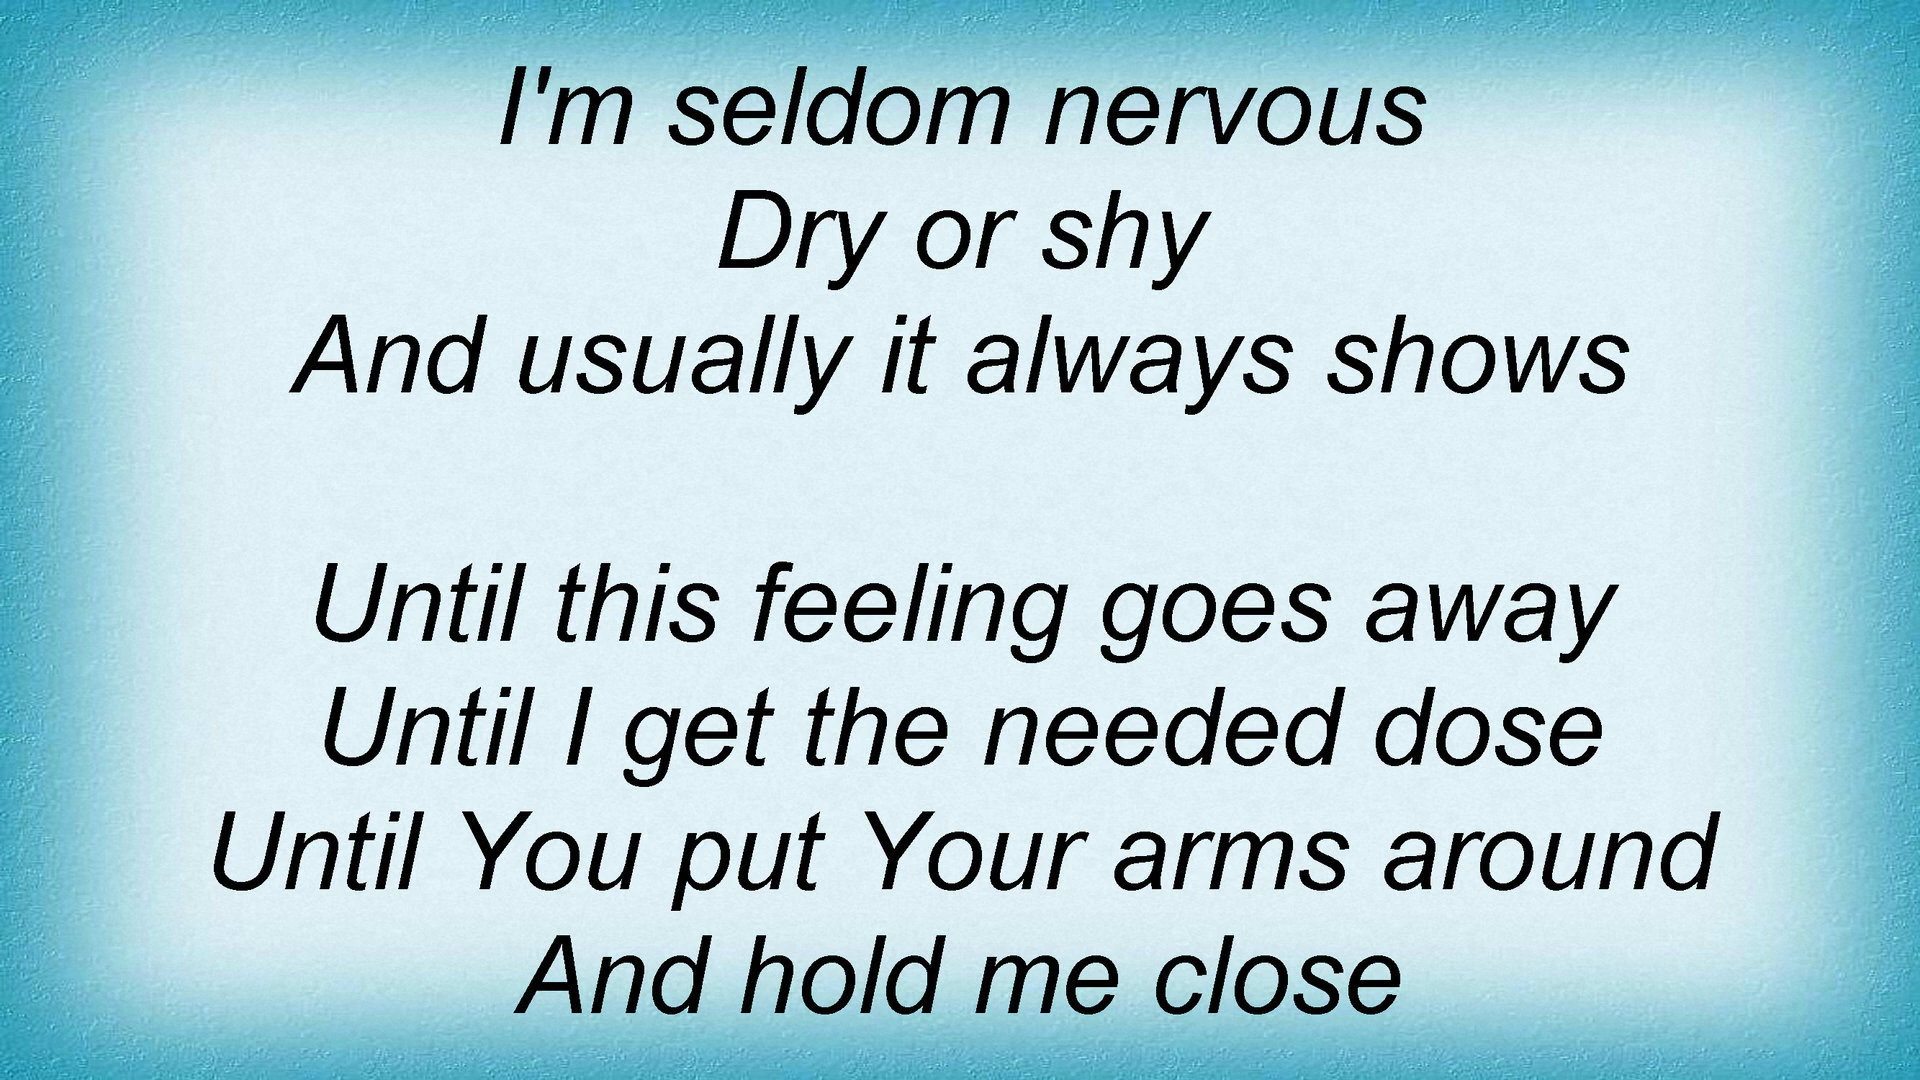 I'm seldom nervous
Dry or shy
And usually it always shows
Until this feeling goes away
Until I get the needed dose
Until You put Your arms around
And hold me close